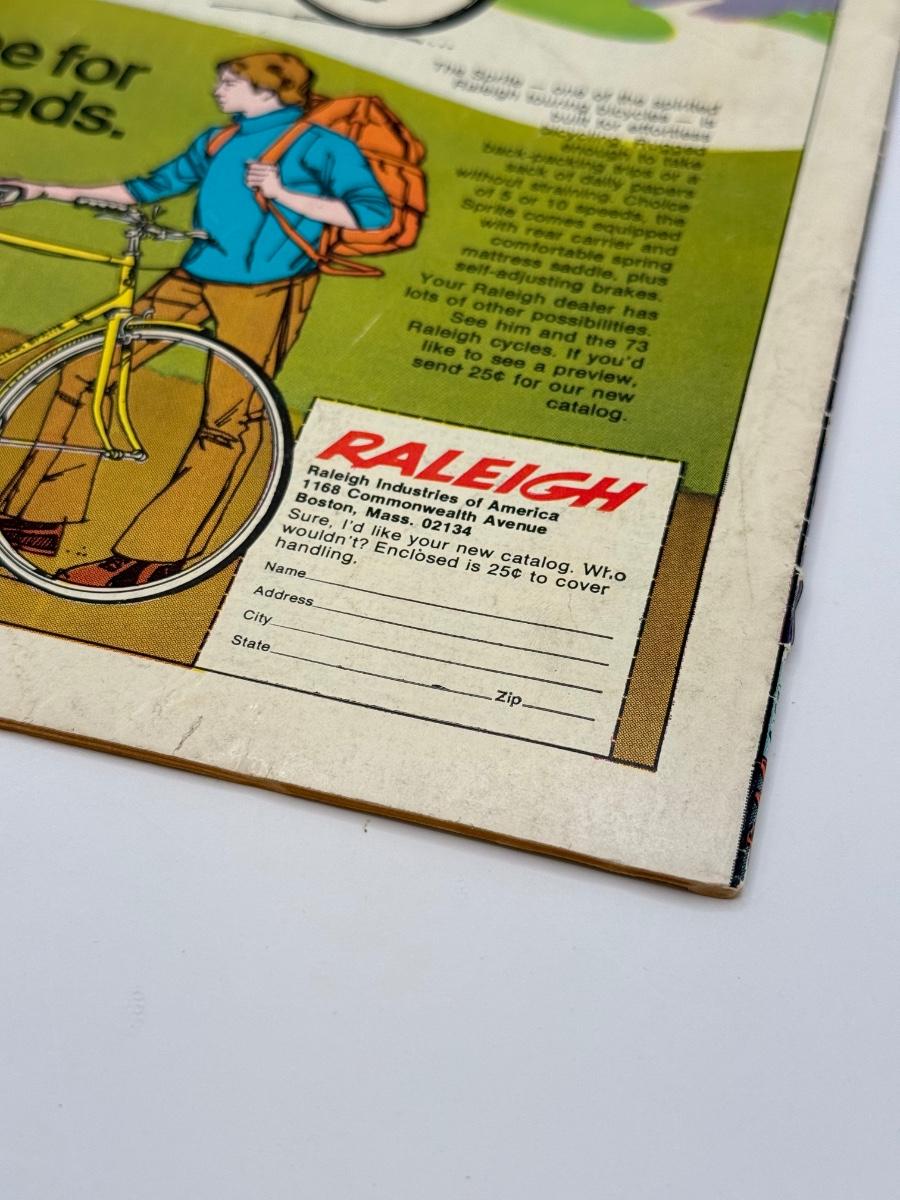 e for
ads.
The Sprite — one of the spirited
Raleigh touring bicycles — is
built for effortless
bicycling. Rugged
enough to take
back-packing trips or a
sack of daily papers
without straining. Choice
of 5 or 10 speeds, the
Sprite comes equipped
with rear carrier and
comfortable spring
mattress saddle, plus
self-adjusting brakes.
Your Raleigh dealer has
lots of other possibilities.
See him and the 73
Raleigh cycles. If you'd
like to see a preview,
send 25¢ for our new
catalog.
RALEIGH
Raleigh Industries of America
1168 Commonwealth Avenue
Boston, Mass. 02134
Sure, I'd like your new catalog. Who
wouldn't? Enclosed is 25¢ to cover
handling.
Name
Address
City
State Zip